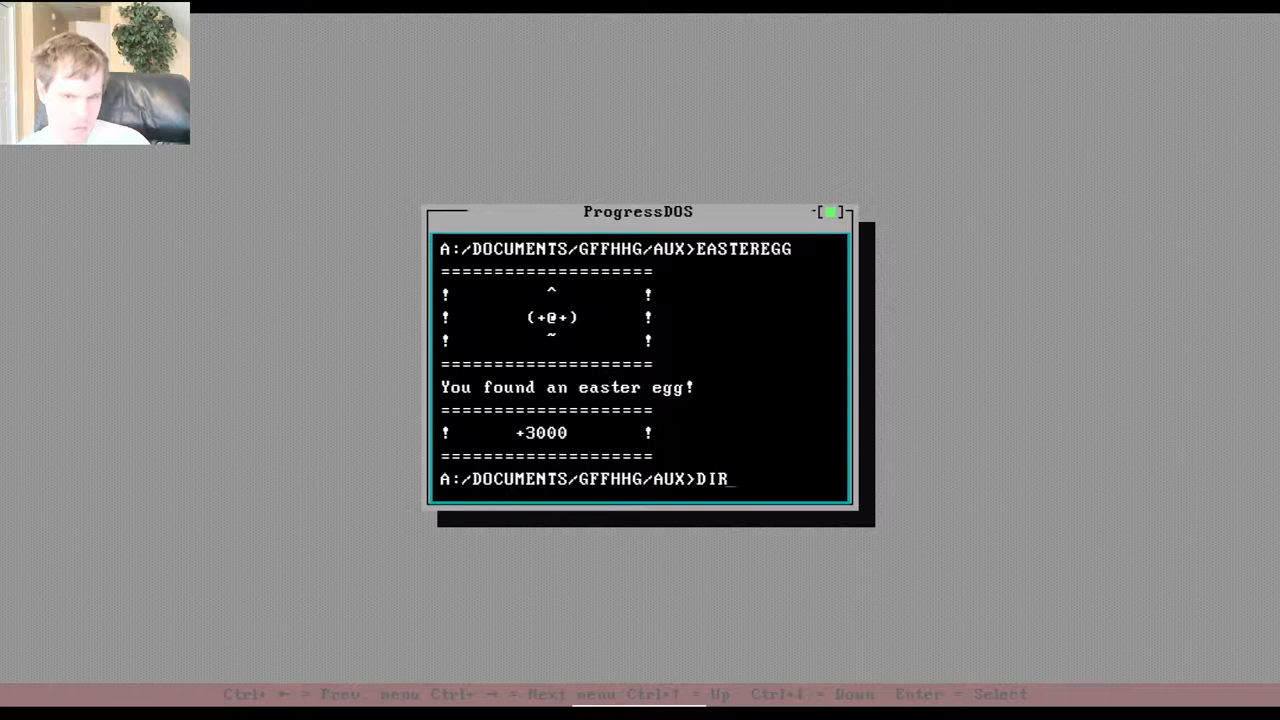 ProgressDOS
A:/DOCUMENTS/GFFHHG/AUX>EASTEREGG
===================
! ^ !
! (+@+) !
! ~ !
===================
You found an easter egg!
===================
! +3000 !
===================
A:/DOCUMENTS/GFFHHG/AUX>DIR_
Ctrl+ ← = Prev. menu Ctrl+ → = Next menu Ctrl+↑ = Up Ctrl+↓ = Down Enter = Select